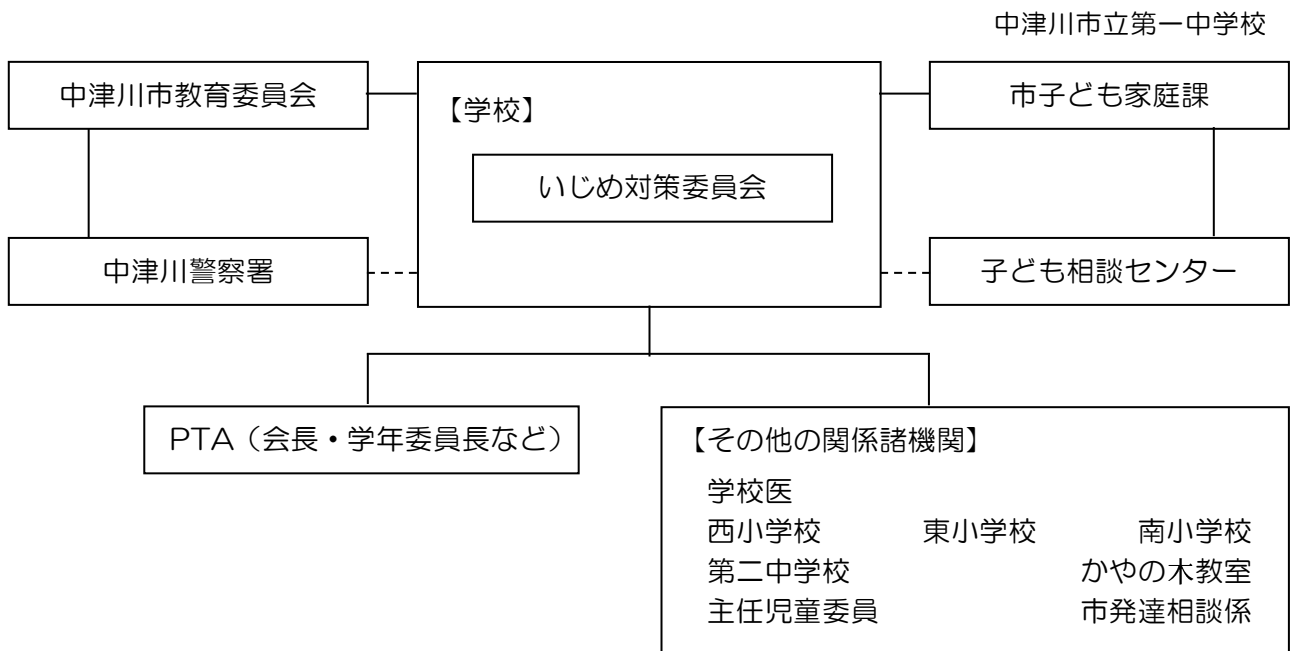 中津川市立第一中学校
中津川市教育委員会
【学校】
市子ども家庭課
いじめ対策委員会
中津川警察署
子ども相談センター
PTA（会長・学年委員長など）
【その他の関係諸機関】
学校医
西小学校 東小学校 南小学校
第二中学校 かやの木教室
主任児童委員 市発達相談係